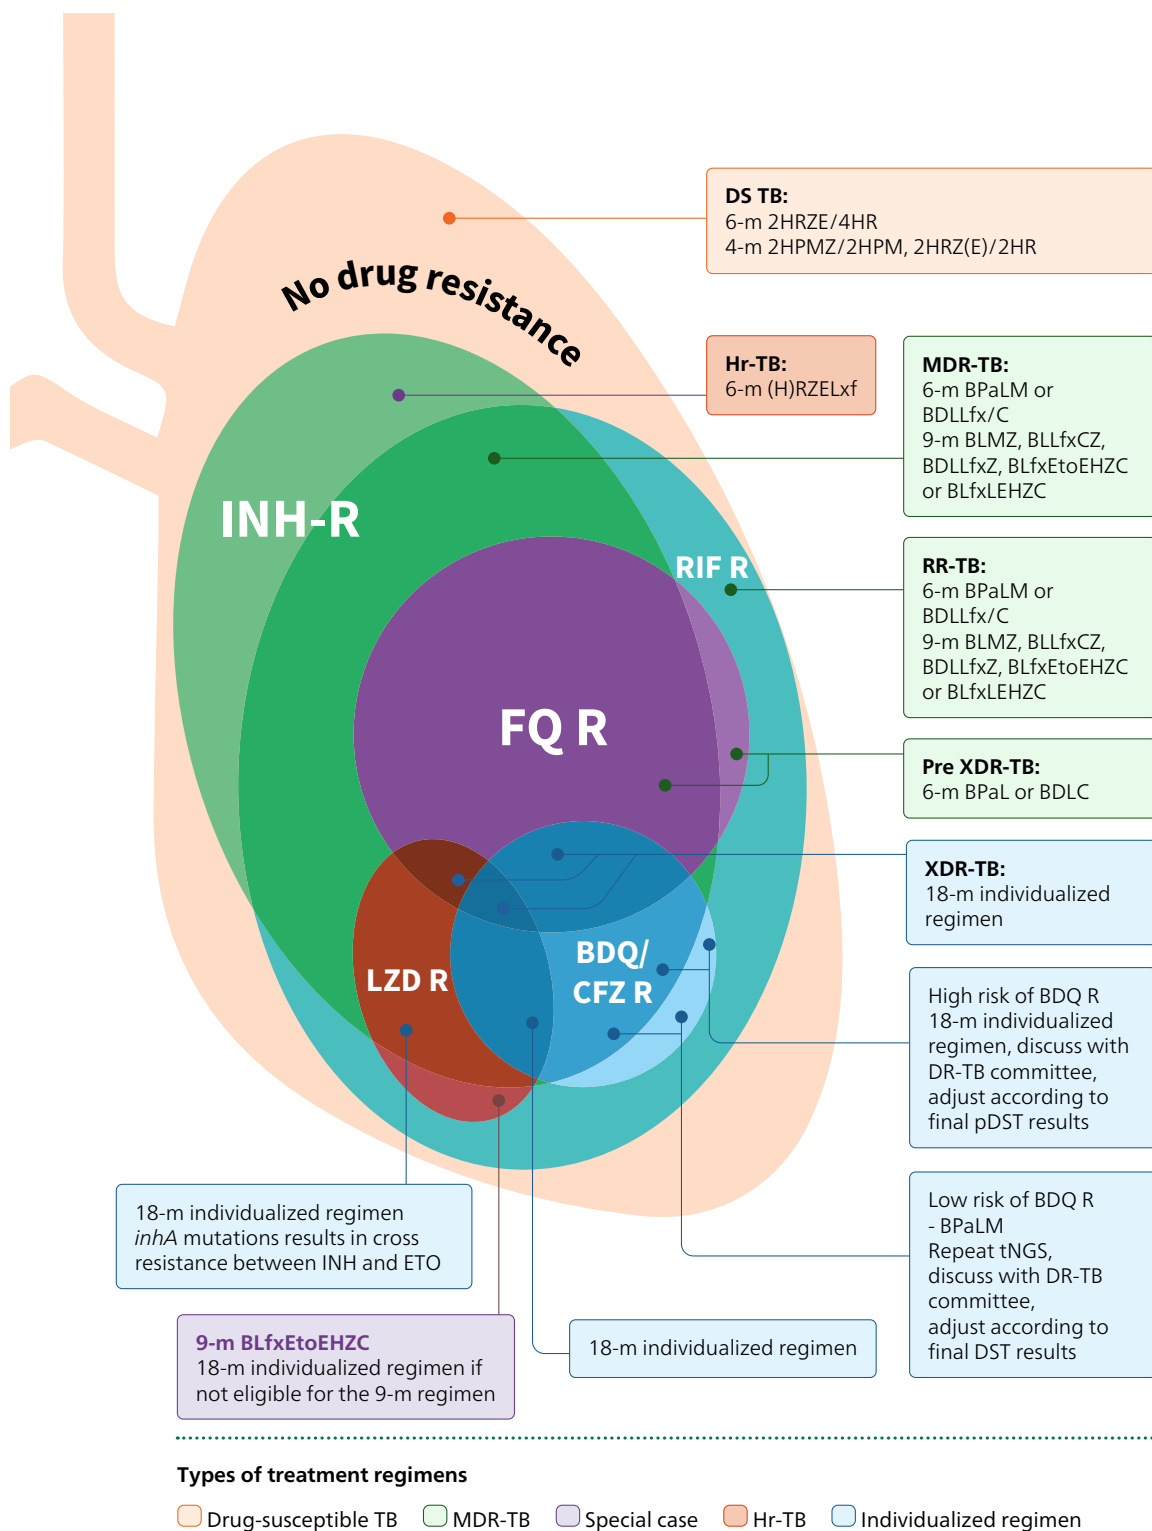 DS TB:
6-m 2HRZE/4HR
4-m 2HPMZ/2HPM, 2HRZ(E)/2HR
No drug resistance
Hr-TB:
6-m (H)RZELxf
MDR-TB:
6-m BPaLM or
BDLLfx/C
9-m BLMZ, BLLfxCZ,
BDLLfxZ, BLfxEtoEHZC
or BLfxLEHZC
INH-R
RIF R
RR-TB:
6-m BPaLM or
BDLLfx/C
9-m BLMZ, BLLfxCZ,
BDLLfxZ, BLfxEtoEHZC
or BLfxLEHZC
FQ R
Pre XDR-TB:
6-m BPaL or BDLC
XDR-TB:
18-m individualized
regimen
LZD R
BDQ/
CFZ R
High risk of BDQ R
18-m individualized
regimen, discuss with
DR-TB committee,
adjust according to
final pDST results
Low risk of BDQ R
- BPaLM
Repeat tNGS,
discuss with DR-TB
committee,
adjust according to
final DST results
18-m individualized regimen
inhA mutations results in cross
resistance between INH and ETO
9-m BLfxEtoEHZC
18-m individualized regimen if
not eligible for the 9-m regimen
18-m individualized regimen
Types of treatment regimens
Drug-susceptible TB
MDR-TB
Special case
Hr-TB
Individualized regimen